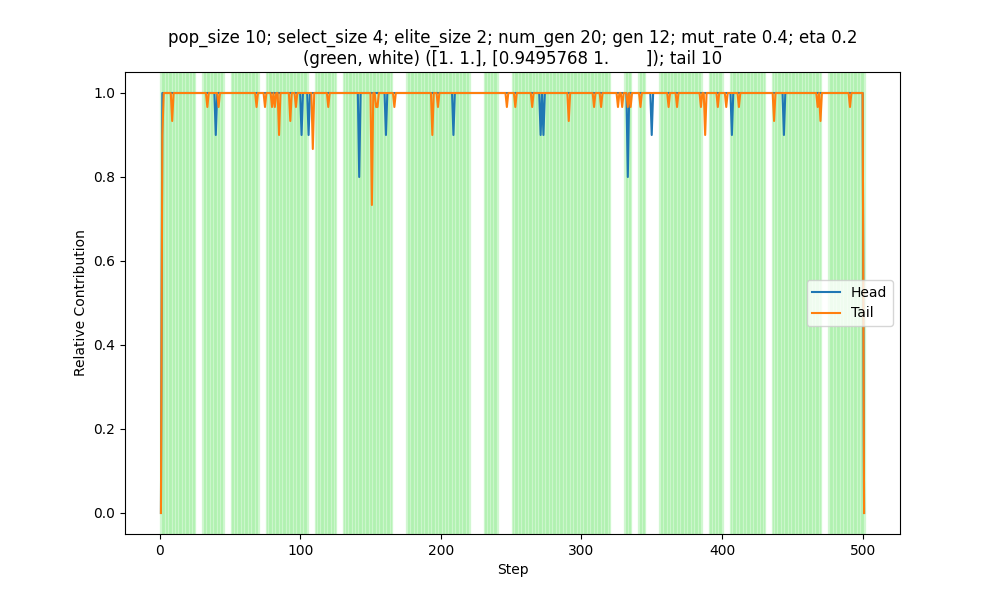 pop_size 10; select_size 4; elite_size 2; num_gen 20; gen 12; mut_rate 0.4; eta 0.2
(green, white) ([1. 1.], [0.9495768 1.        ]); tail 10
1.0
0.8
0.6
0.4
0.2
0.0
Relative Contribution
Head
Tail
0
100
200
300
400
500
Step